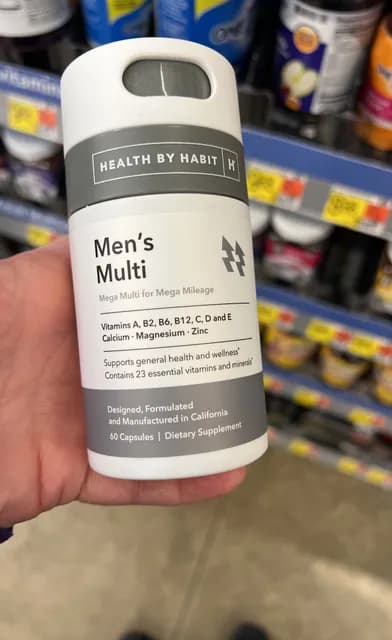 HEALTH BY HABIT H
Men's
Multi
Mega Multi for Mega Mileage
Vitamins A, B2, B6, B12, C, D and E
Calcium · Magnesium · Zinc
Supports general health and wellness*
Contains 23 essential vitamins and minerals*
Designed, Formulated
and Manufactured in California
60 Capsules | Dietary Supplement